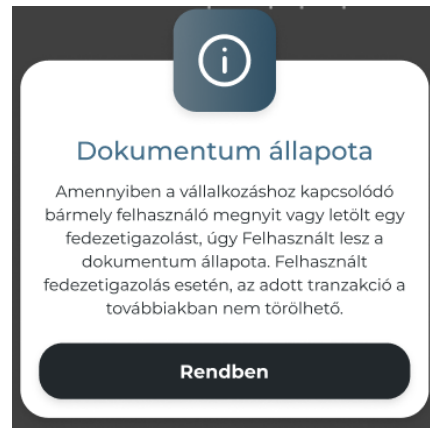 Dokumentum állapota
Amennyiben a vállalkozáshoz kapcsolódó
bármely felhasználó megnyit vagy letölt egy
fedezetigazolást, úgy Felhasznált lesz a
dokumentum állapota. Felhasznált
fedezetigazolás esetén, az adott tranzakció a
továbbiakban nem törölhető.
Rendben